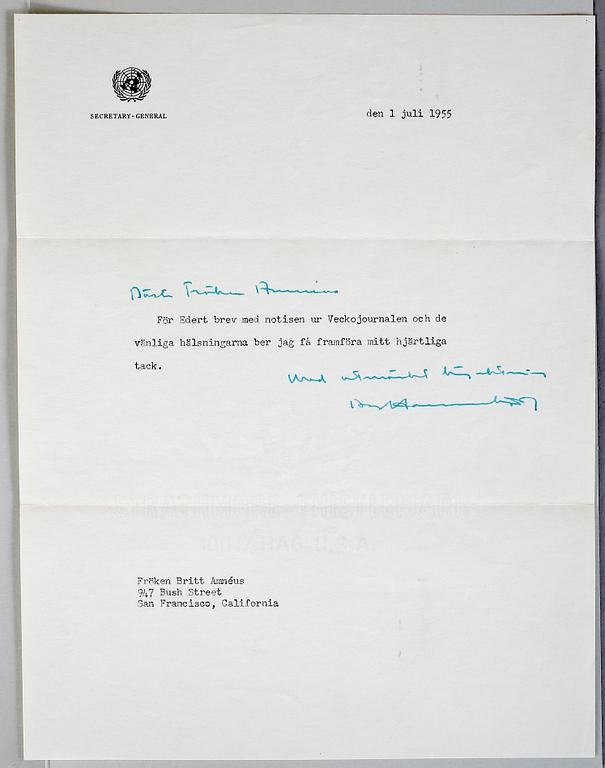 SECRETARY-GENERAL
den 1 juli 1955
Bästa Fröken Amnéus
För Edert brev med notisen ur Veckojournalen och de
vänliga hälsningarna ber jag få framföra mitt hjärtliga
tack.
Med utmärkt högaktning
Dag Hammarskjöld
Fröken Britt Amnéus
947 Bush Street
San Francisco, California